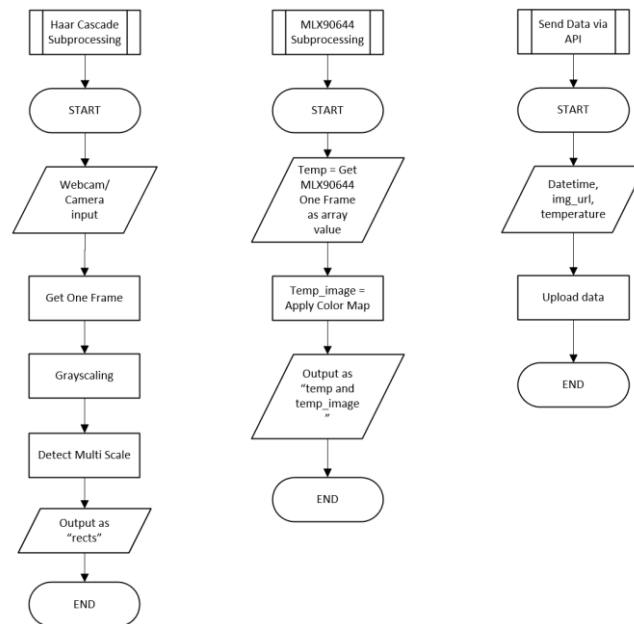 Haar Cascade
Subprocessing
START
Webcam/
Camera
input
Get One Frame
Grayscaling
Detect Multi Scale
Output as
“rects”
END
MLX90644
Subprocessing
START
Temp = Get
MLX90644
One Frame
as array
value
Temp_image =
Apply Color Map
Output as
“temp and
temp_image
”
END
Send Data via
API
START
Datetime,
img_url,
temperature
Upload data
END